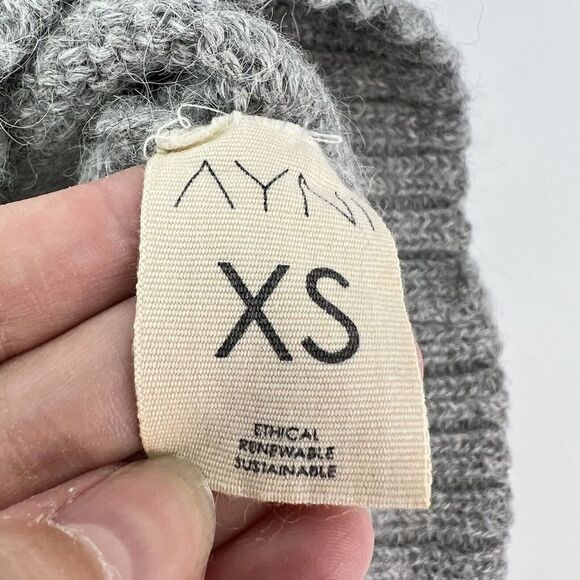 AYNI
XS
ETHICAL
RENEWABLE
SUSTAINABLE